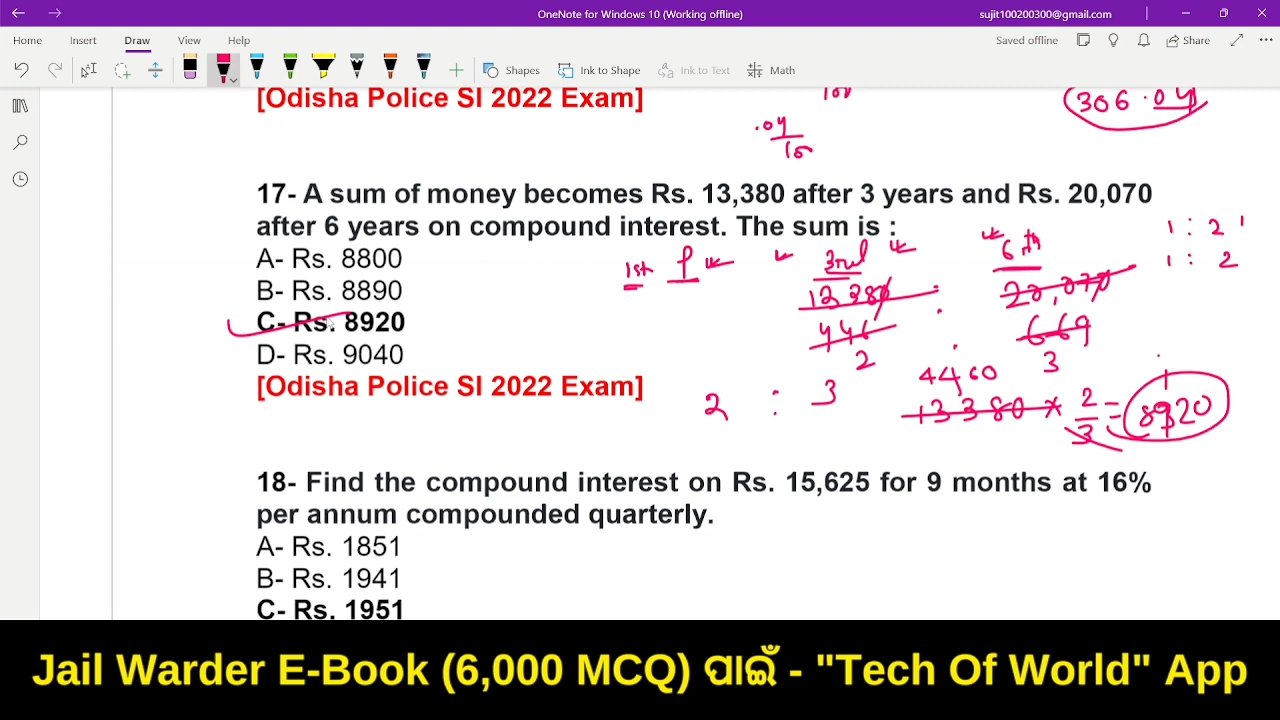 OneNote for Windows 10 (Working offline)
sujit100200300@gmail.com
Home Insert Draw View Help
Saved offline
Share
Shapes
Ink to Shape
Ink to Text
Math
[Odisha Police SI 2022 Exam]
100
306.04
.04
100
17- A sum of money becomes Rs. 13,380 after 3 years and Rs. 20,070
after 6 years on compound interest. The sum is :
A- Rs. 8800
B- Rs. 8890
C- Rs. 8920
D- Rs. 9040
[Odisha Police SI 2022 Exam]
1 : 2
1 : 2
1st P 3rd 6th
13380 : 20,070
446 : 669
2 3
2 : 3
4460
13380 × 2/3 = 8920
18- Find the compound interest on Rs. 15,625 for 9 months at 16%
per annum compounded quarterly.
A- Rs. 1851
B- Rs. 1941
C- Rs. 1951
Jail Warder E-Book (6,000 MCQ) ପାଇଁ - "Tech Of World" App